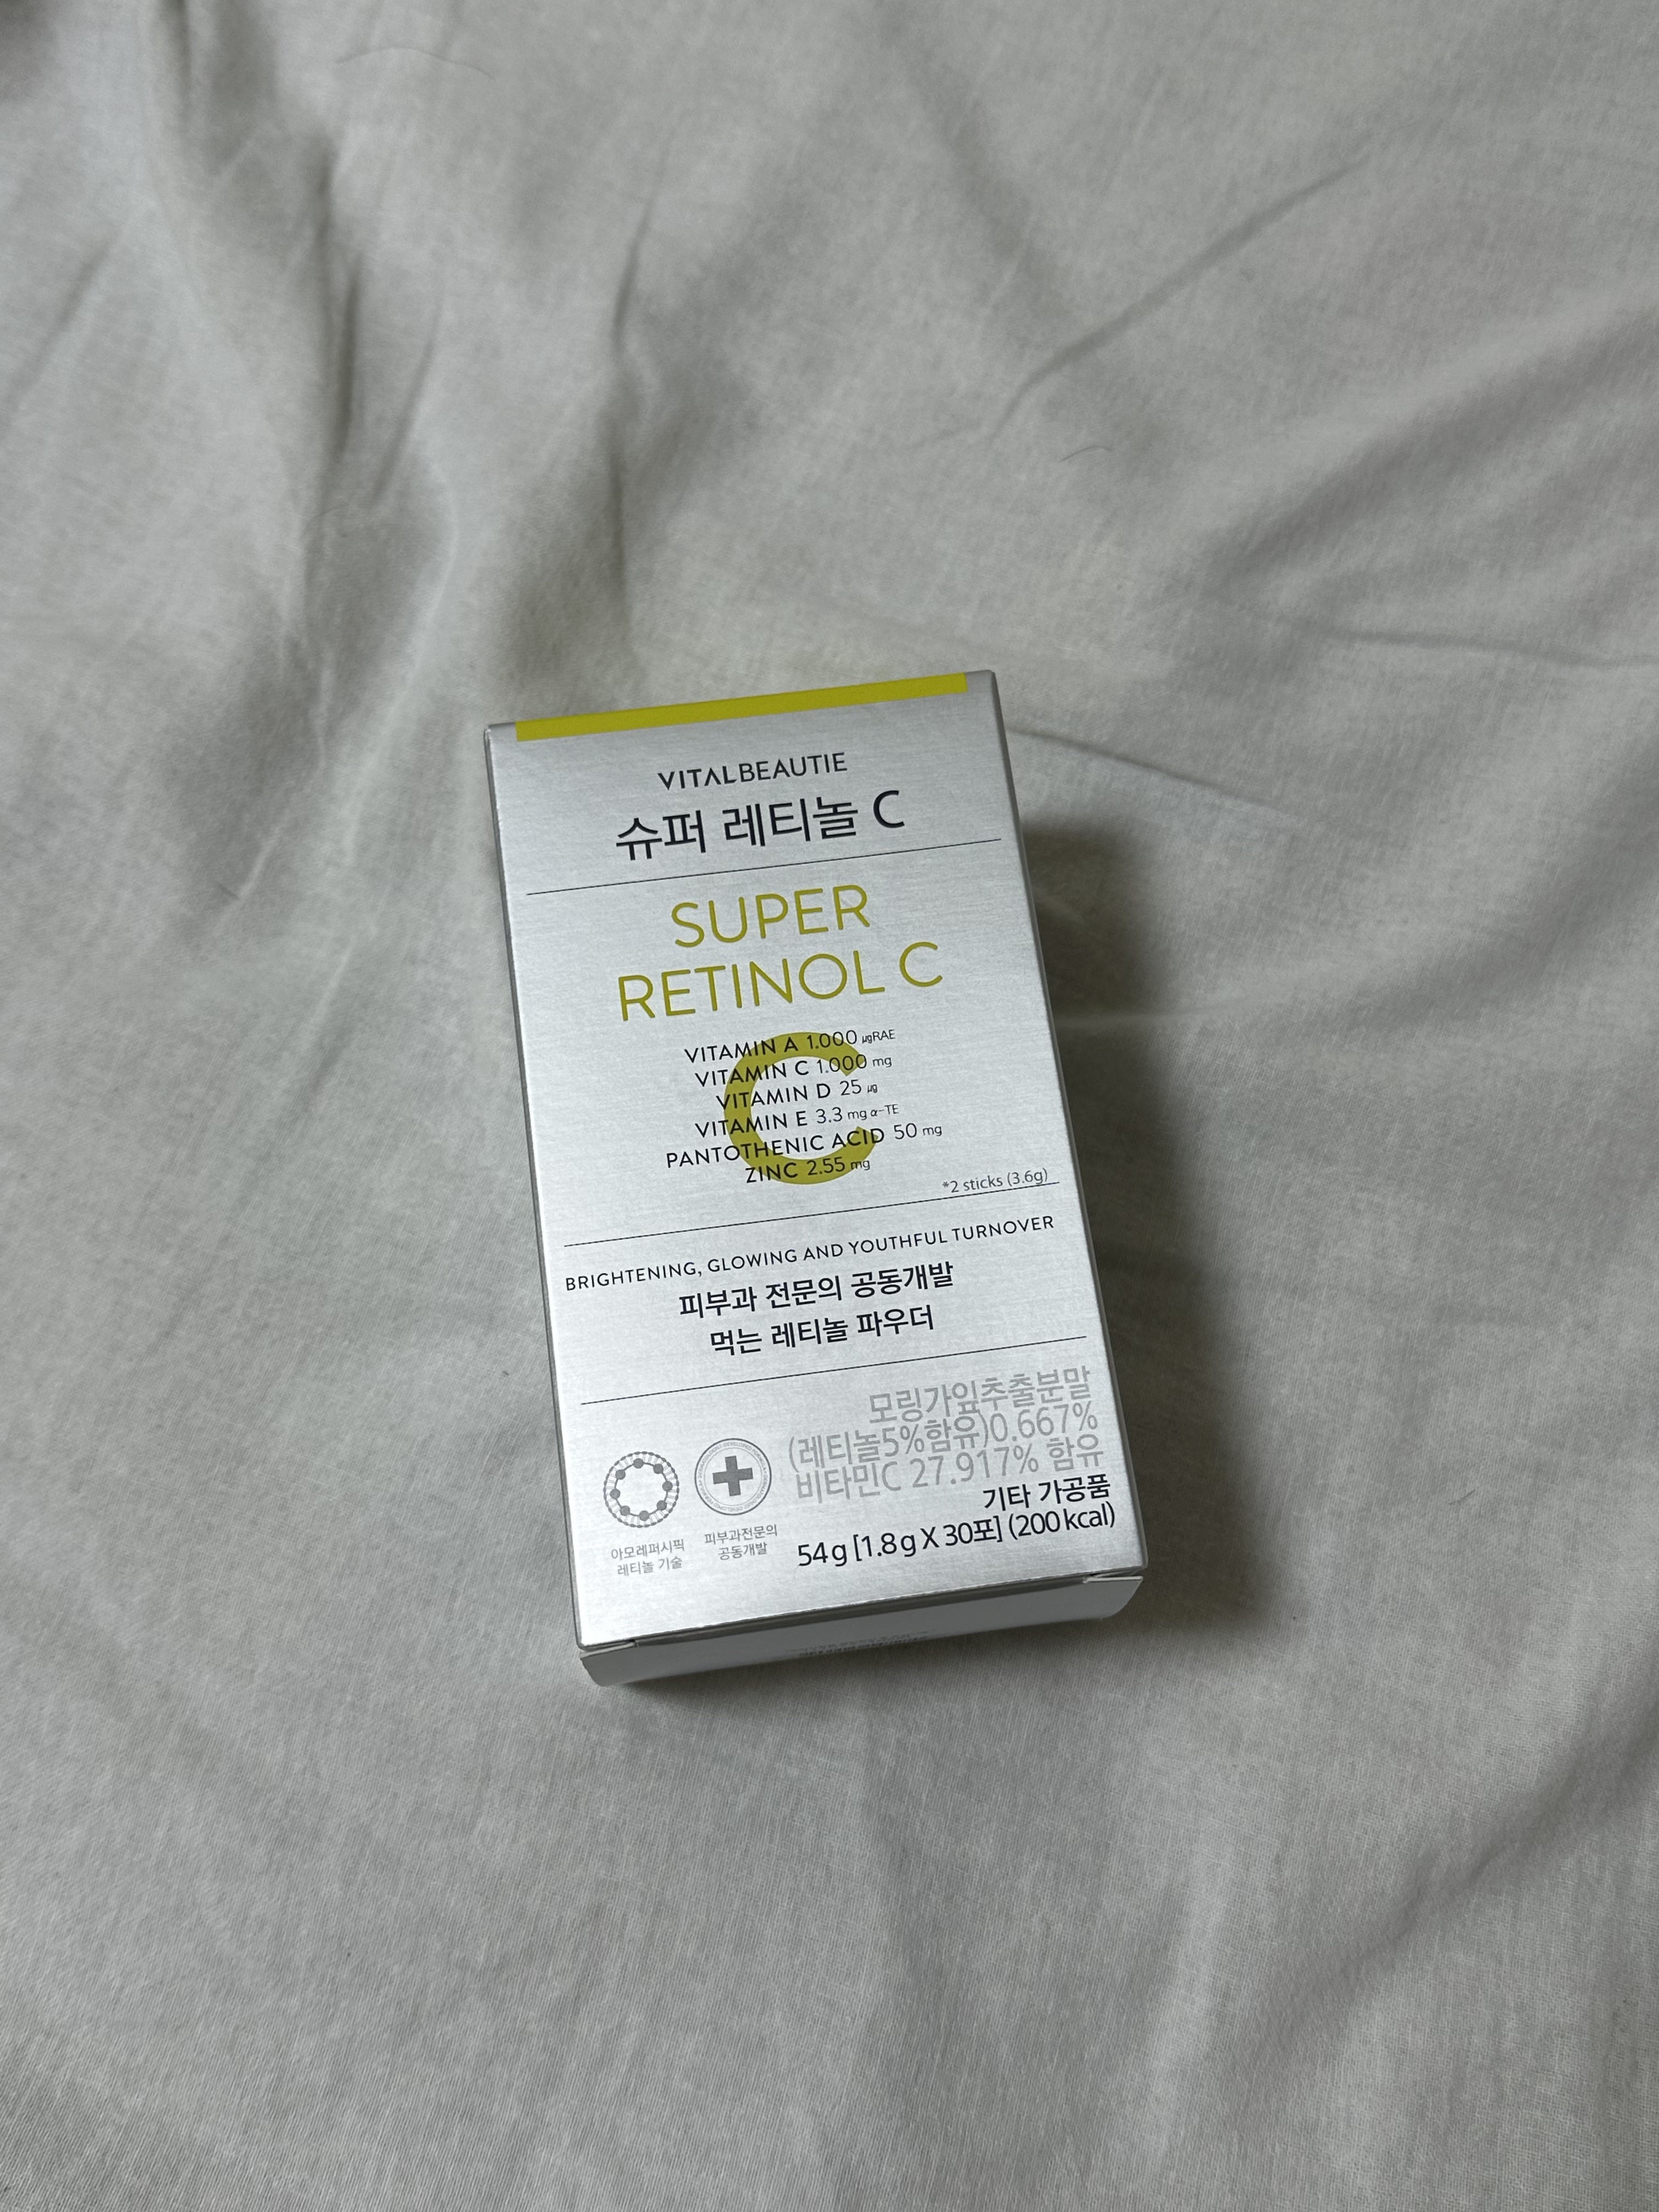 VITALBEAUTIE
슈퍼 레티놀 C
SUPER
RETINOL C
C
VITAMIN A 1.000 μgRAE
VITAMIN C 1.000 mg
VITAMIN D 25 μg
VITAMIN E 3.3 mg α-TE
PANTOTHENIC ACID 50 mg
ZINC 2.55 mg
*2 sticks (3.6g)
BRIGHTENING, GLOWING AND YOUTHFUL TURNOVER
피부과 전문의 공동개발
먹는 레티놀 파우더
모링가잎추출분말
(레티놀5%함유)0.667%
비타민C 27.917% 함유
기타 가공품
54g [1.8g X 30포] (200kcal)
아모레퍼시픽
레티놀 기술
피부과전문의
공동개발